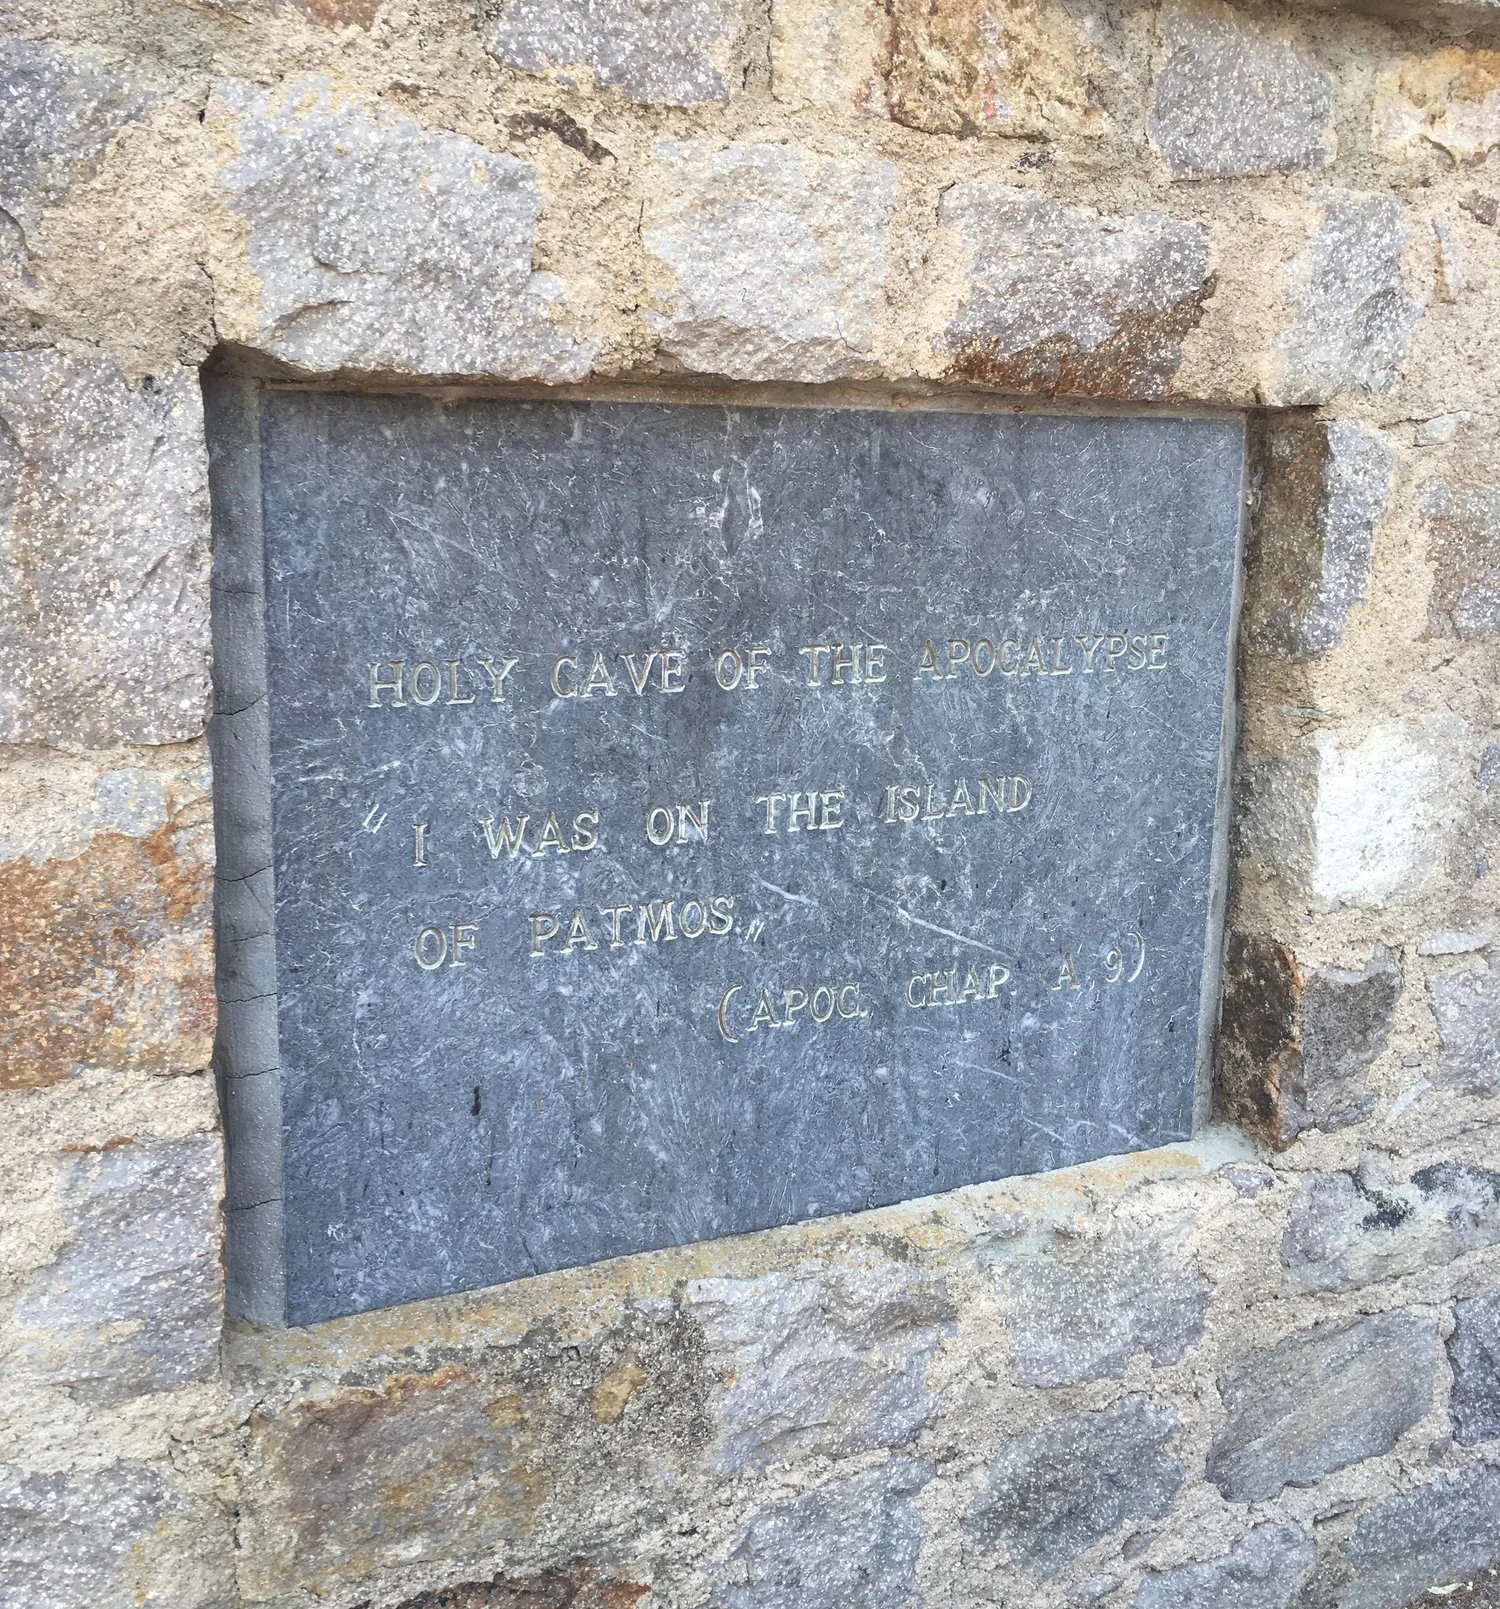 HOLY CAVE OF THE APOCALYPSE
" I WAS ON THE ISLAND
OF PATMOS.„
(APOC. CHAP. A,9)